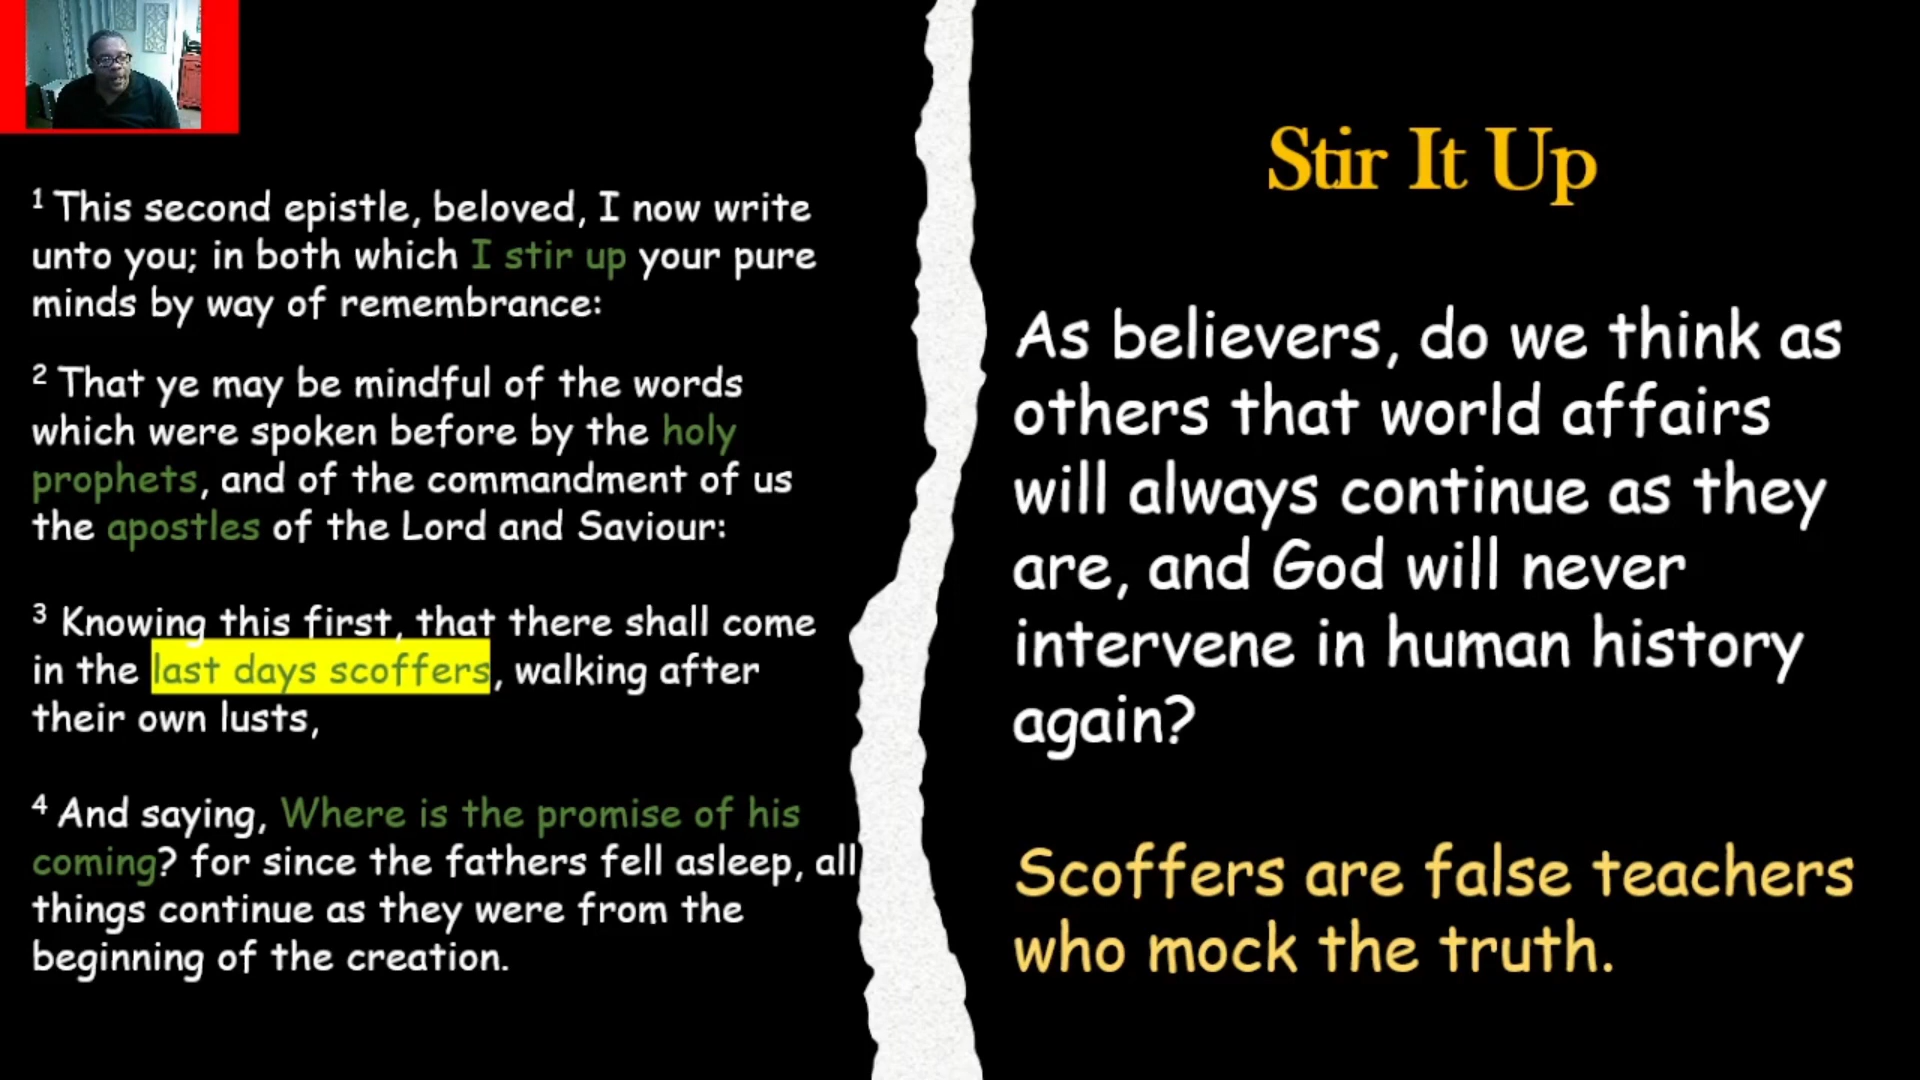 1 This second epistle, beloved, I now write
unto you; in both which I stir up your pure
minds by way of remembrance:
2 That ye may be mindful of the words
which were spoken before by the holy
prophets, and of the commandment of us
the apostles of the Lord and Saviour:
3 Knowing this first, that there shall come
in the last days scoffers, walking after
their own lusts,
4 And saying, Where is the promise of his
coming? for since the fathers fell asleep, all
things continue as they were from the
beginning of the creation.
Stir It Up
As believers, do we think as
others that world affairs
will always continue as they
are, and God will never
intervene in human history
again?
Scoffers are false teachers
who mock the truth.